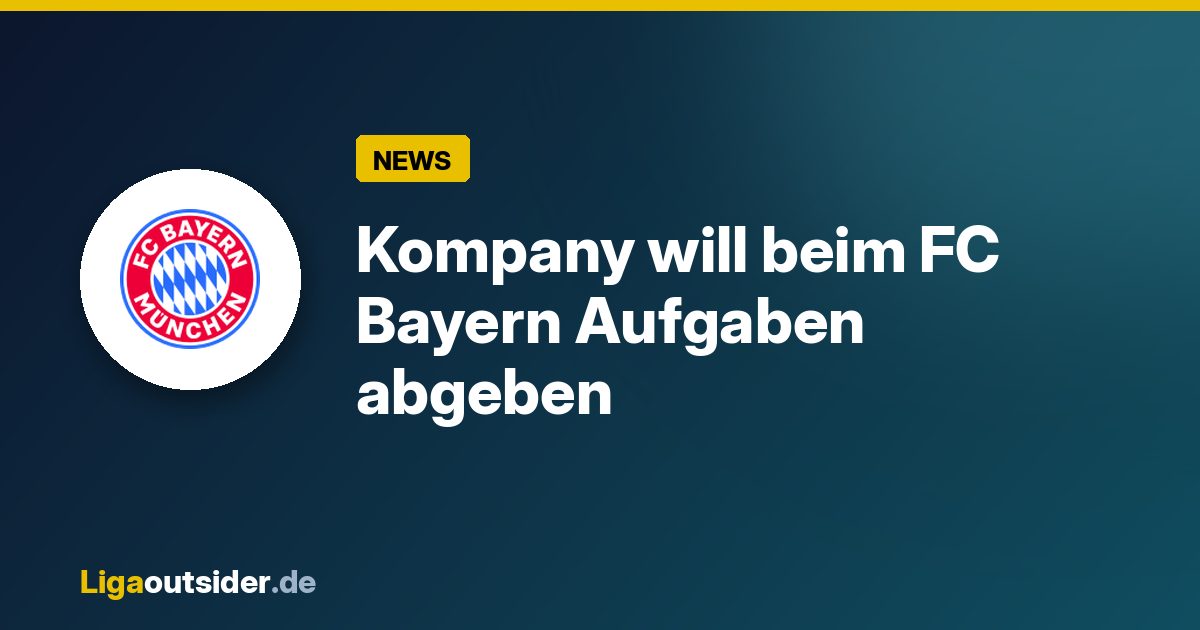 NEWS
FC BAYERN
MÜNCHEN
Kompany will beim FC
Bayern Aufgaben
abgeben
Ligaoutsider.de